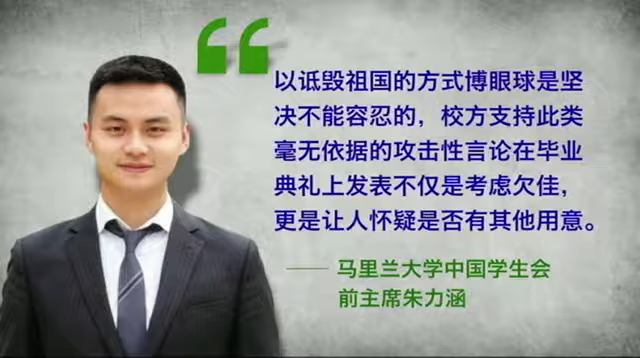 以诋毁祖国的方式博眼球是坚
决不能容忍的，校方支持此类
毫无依据的攻击性言论在毕业
典礼上发表不仅是考虑欠佳，
更是让人怀疑是否有其他用意。
—— 马里兰大学中国学生会
前主席朱力涵